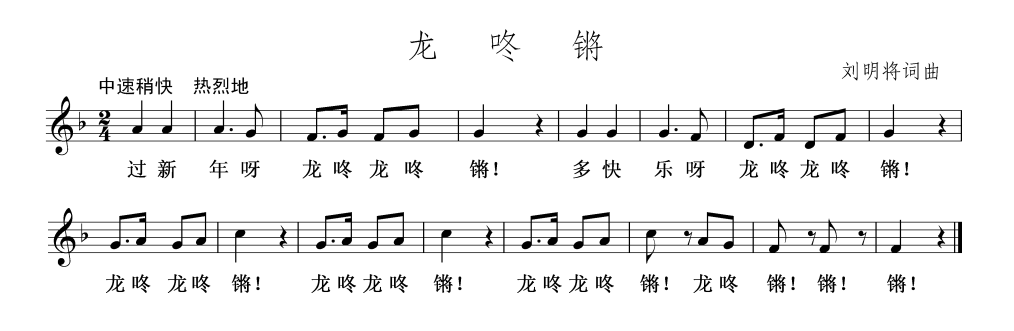 龙 咚 锵
刘明将词曲
中速稍快 热烈地
2
4
过 新 年 呀 龙 咚 龙 咚 锵! 多 快 乐 呀 龙 咚 龙 咚 锵!
龙 咚 龙 咚 锵! 龙 咚 龙 咚 锵! 龙 咚 龙 咚 锵! 龙 咚 锵! 锵! 锵!